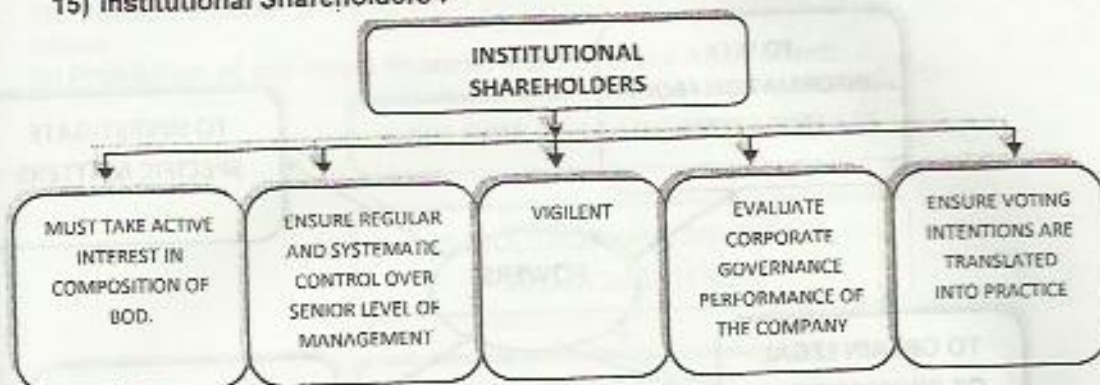 15) Institutional Shareholders :
INSTITUTIONAL
SHAREHOLDERS
MUST TAKE ACTIVE
INTEREST IN
COMPOSITION OF
BOD.
ENSURE REGULAR
AND SYSTEMATIC
CONTROL OVER
SENIOR LEVEL OF
MANAGEMENT
VIGILENT
EVALUATE
CORPORATE
GOVERNANCE
PERFORMANCE OF
THE COMPANY
ENSURE VOTING
INTENTIONS ARE
TRANSLATED
INTO PRACTICE